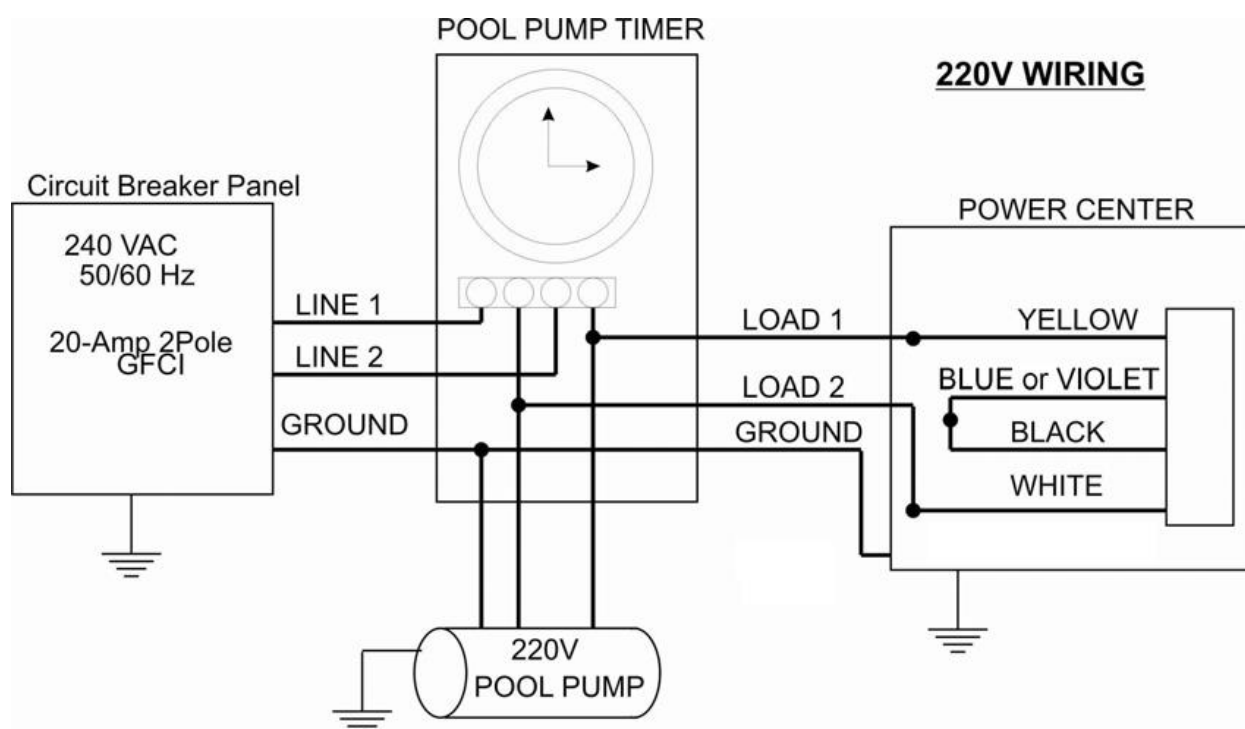 POOL PUMP TIMER
220V WIRING
Circuit Breaker Panel
240 VAC
50/60 Hz
20-Amp 2Pole
GFCI
LINE 1
LINE 2
GROUND
POWER CENTER
LOAD 1
YELLOW
BLUE or VIOLET
LOAD 2
GROUND
BLACK
WHITE
220V
POOL PUMP